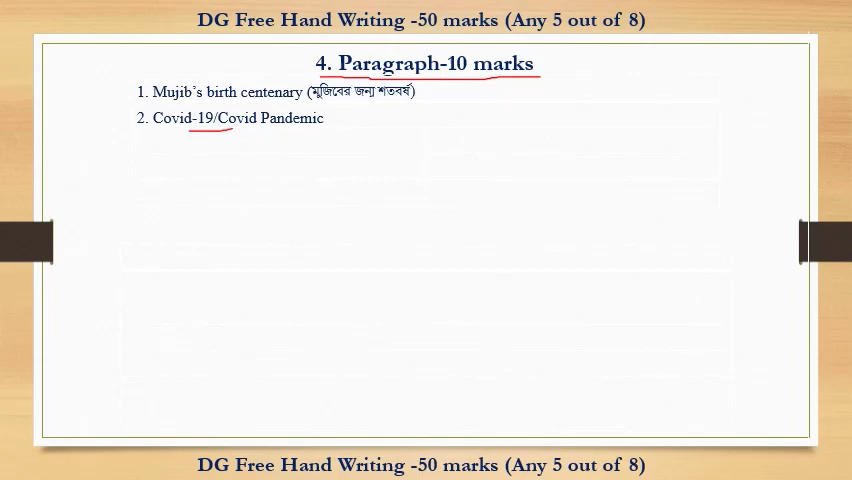 DG Free Hand Writing -50 marks (Any 5 out of 8)
4. Paragraph-10 marks
1. Mujib's birth centenary (মুজিবের জন্ম শতবর্ষ)
2. Covid-19/Covid Pandemic
DG Free Hand Writing -50 marks (Any 5 out of 8)